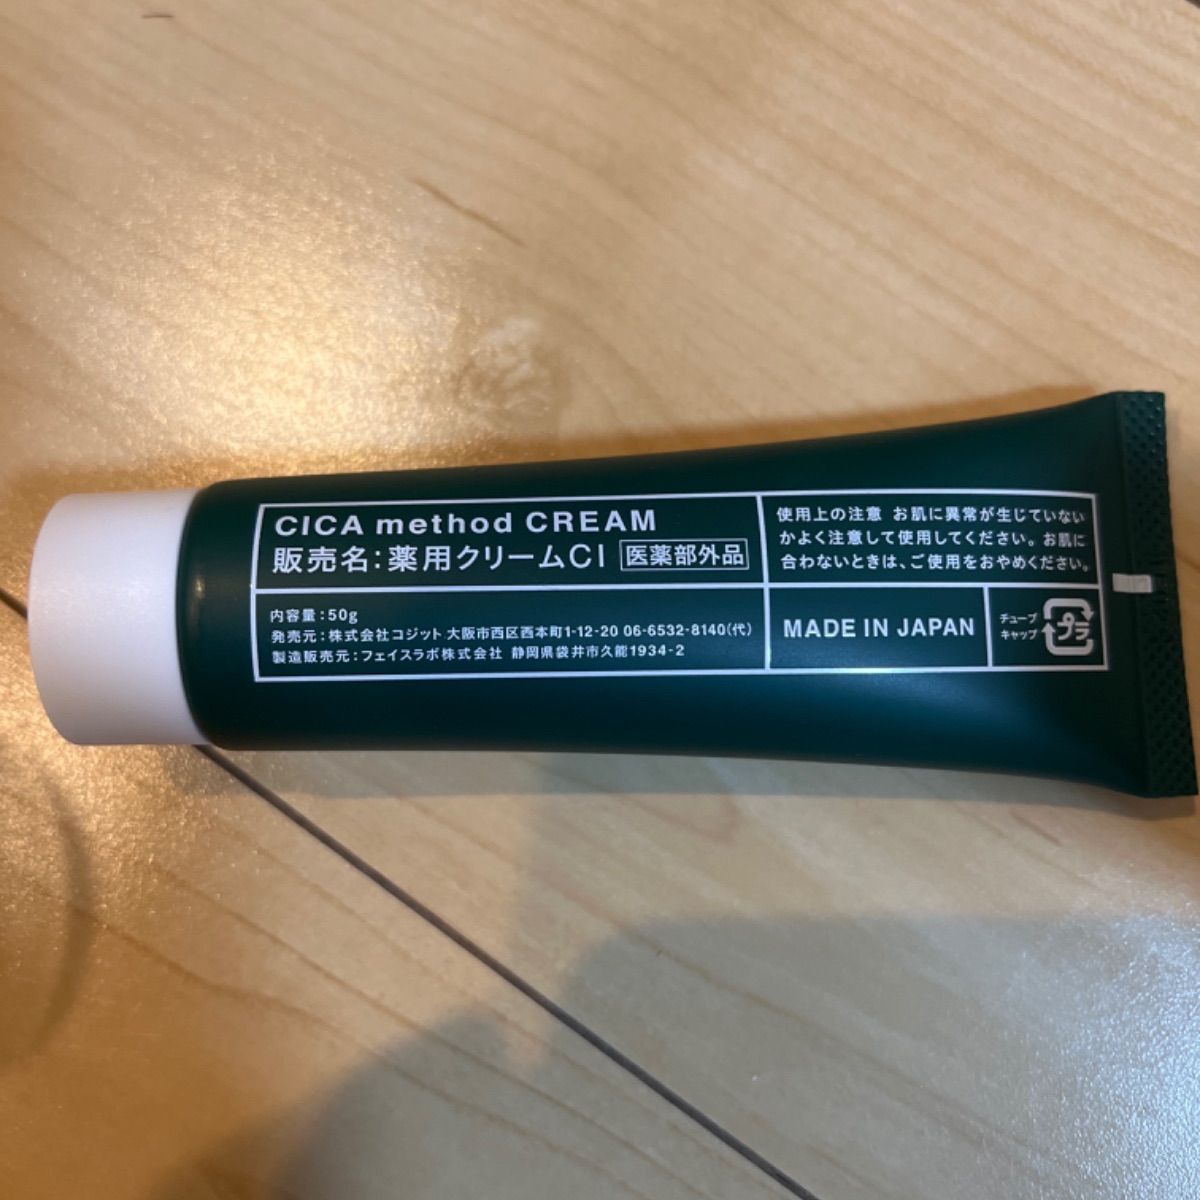 CICA method CREAM
販売名:薬用クリームCI 医薬部外品
内容量:50g
発売元:株式会社コジット 大阪市西区西本町1-12-20 06-6532-8140(代)
製造販売元:フェイスラボ株式会社 静岡県袋井市久能1934-2
使用上の注意 お肌に異常が生じていない
かよく注意して使用してください。お肌に
合わないときは、ご使用をおやめください。
MADE IN JAPAN
チューブ
キャップ
プラ